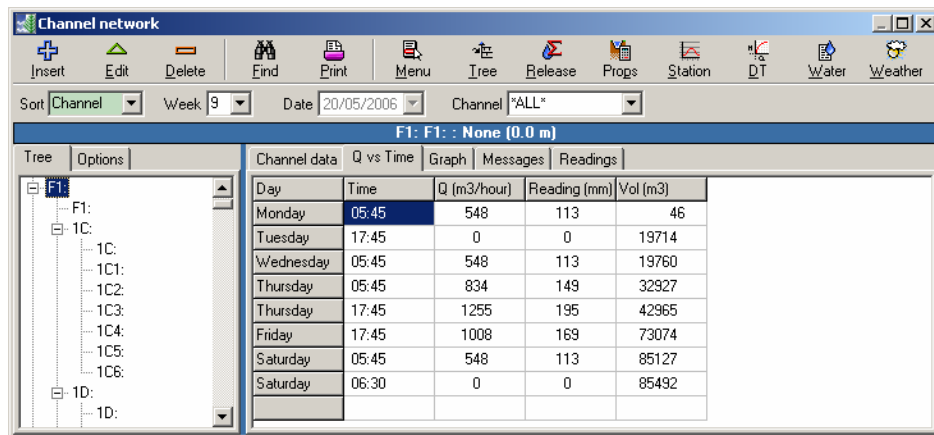 Channel network
Insert Edit Delete Find Print Menu Tree Release Props Station DT Water Weather
Sort Channel Week 9 Date 20/05/2006 Channel *ALL*
F1: F1: : None (0.0 m)
Tree Options Channel data Q vs Time Graph Messages Readings
F1:
F1:
1C:
1C:
1C1:
1C2:
1C3:
1C4:
1C5:
1C6:
1D:
1D:
Day Time Q (m3/hour) Reading (mm) Vol (m3)
Monday 05:45 548 113 46
Tuesday 17:45 0 0 19714
Wednesday 05:45 548 113 19760
Thursday 05:45 834 149 32927
Thursday 17:45 1255 195 42965
Friday 17:45 1008 169 73074
Saturday 05:45 548 113 85127
Saturday 06:30 0 0 85492